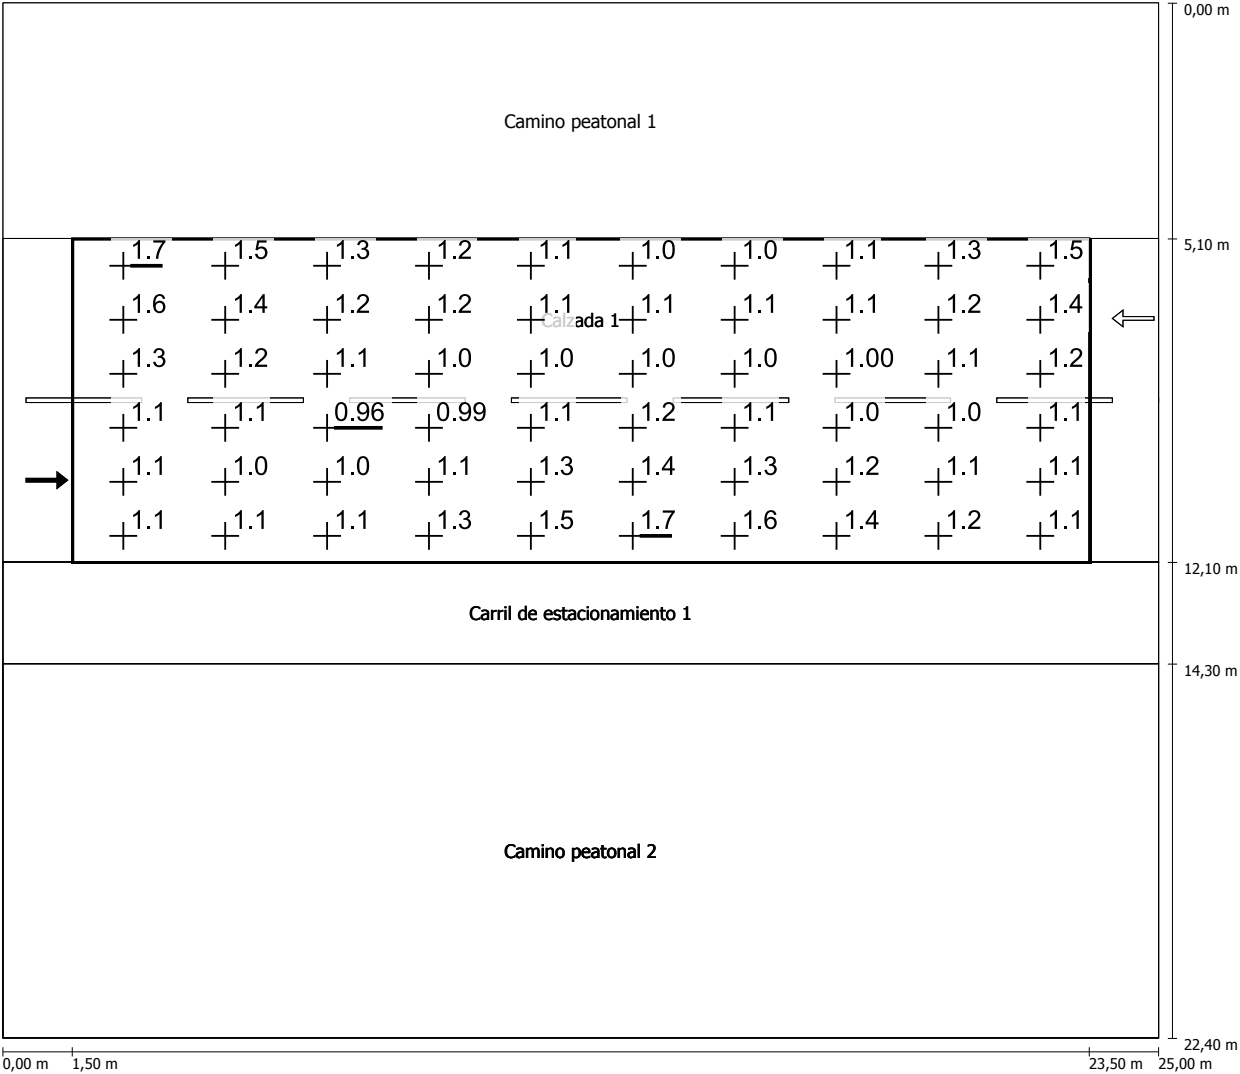 0,00 m
Camino peatonal 1
1.7 1.5 1.3 1.2 1.1 1.0 1.0 1.1 1.3 1.5
5,10 m
1.6 1.4 1.2 1.2 1.1 1.1 1.1 1.1 1.2 1.4
Calzada 1
1.3 1.2 1.1 1.0 1.0 1.0 1.0 1.00 1.1 1.2
1.1 1.1 0.96 0.99 1.1 1.2 1.1 1.0 1.0 1.1
1.1 1.0 1.0 1.1 1.3 1.4 1.3 1.2 1.1 1.1
1.1 1.1 1.1 1.3 1.5 1.7 1.6 1.4 1.2 1.1
12,10 m
Carril de estacionamiento 1
14,30 m
Camino peatonal 2
22,40 m
0,00 m 1,50 m 23,50 m 25,00 m